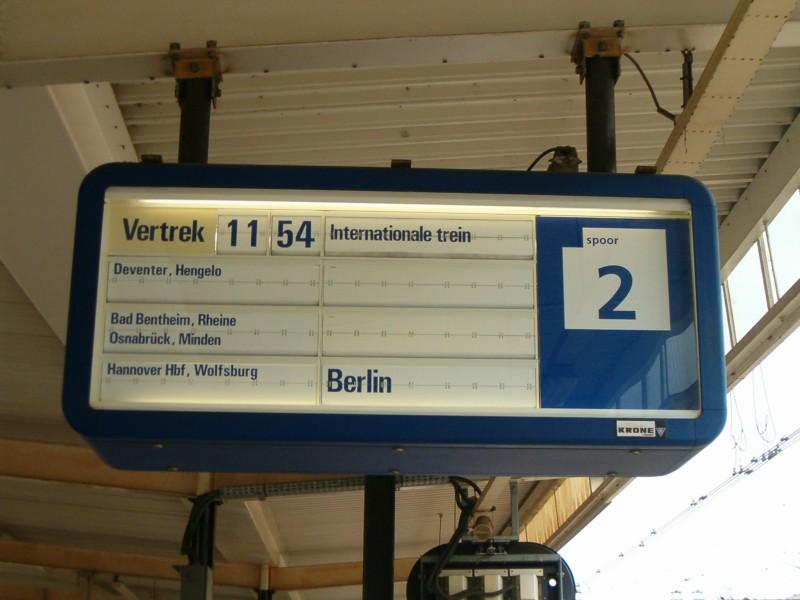 Vertrek 11 54 Internationale trein
spoor
2
Deventer, Hengelo
Bad Bentheim, Rheine
Osnabrück, Minden
Hannover Hbf, Wolfsburg
Berlin
KRONE